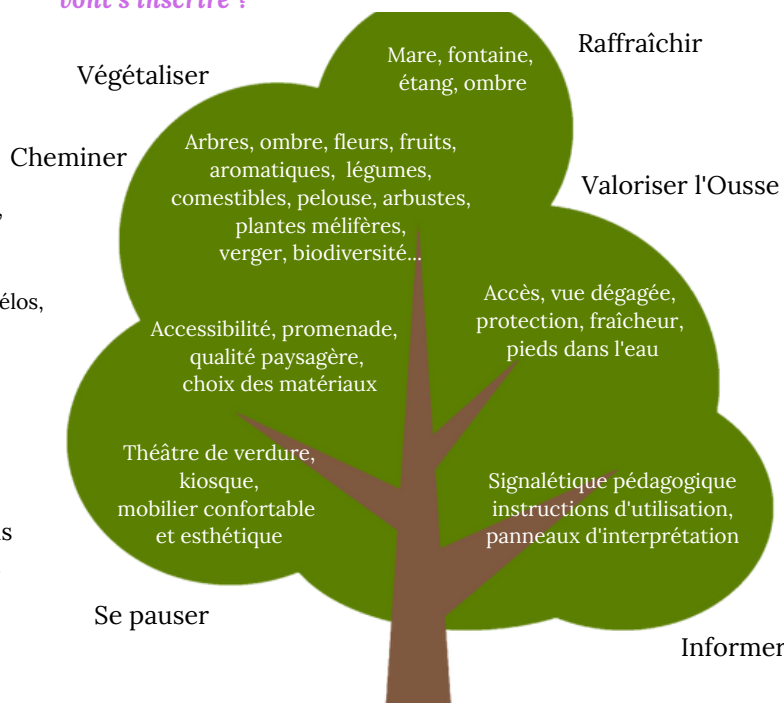 vont s'inscrire ?
Raffraîchir
Mare, fontaine,
étang, ombre
Végétaliser
Arbres, ombre, fleurs, fruits,
aromatiques, légumes,
comestibles, pelouse, arbustes,
plantes mélifères,
verger, biodiversité...
Cheminer
Valoriser l'Ousse
élos,
Accès, vue dégagée,
protection, fraîcheur,
pieds dans l'eau
Accessibilité, promenade,
qualité paysagère,
choix des matériaux
Théâtre de verdure,
kiosque,
mobilier confortable
et esthétique
Signalétique pédagogique
instructions d'utilisation,
panneaux d'interprétation
Se pauser
Informer